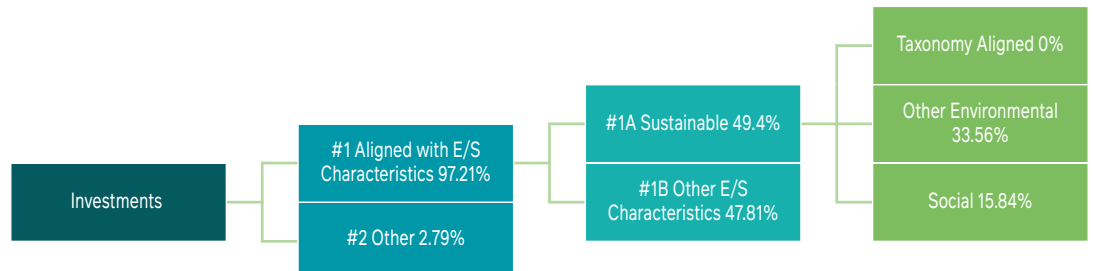 Investments
#1 Aligned with E/S
Characteristics 97.21%
#2 Other 2.79%
#1A Sustainable 49.4%
#1B Other E/S
Characteristics 47.81%
Taxonomy Aligned 0%
Other Environmental
33.56%
Social 15.84%